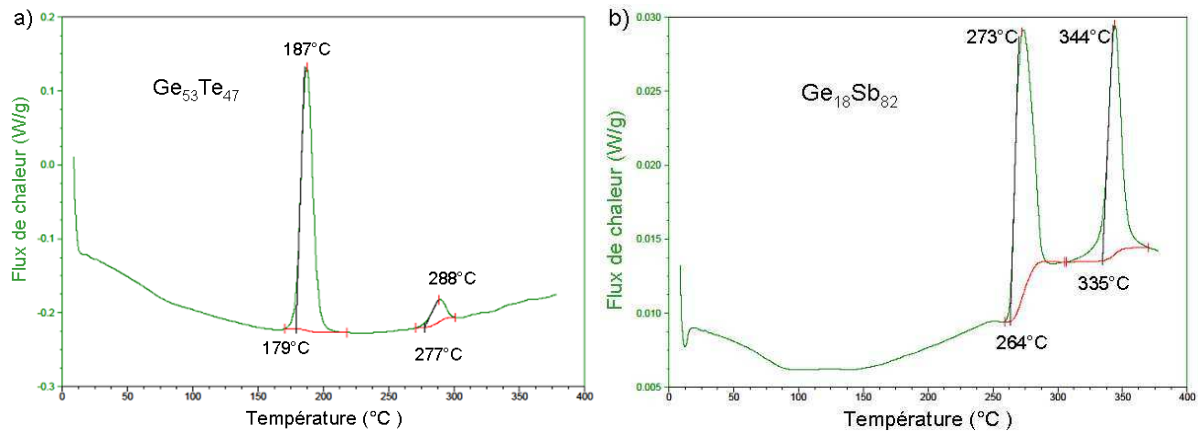 a)
Flux de chaleur (W/g)
0.2
0.1
0.0
-0.1
-0.2
-0.3
Ge53Te47
187°C
179°C
288°C
277°C
0 50 100 150 200 250 300 350 400
Température (°C )
b)
Flux de chaleur (W/g)
0.030
0.025
0.020
0.015
0.010
0.005
Ge18Sb82
273°C
344°C
264°C
335°C
0 50 100 150 200 250 300 350 400
Température (°C )